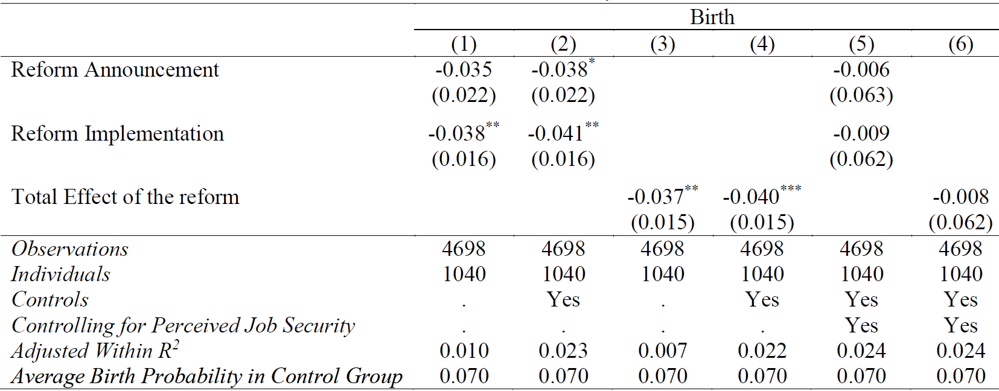 Birth
(1) (2) (3) (4) (5) (6)
Reform Announcement -0.035 -0.038* -0.006
(0.022) (0.022) (0.063)
Reform Implementation -0.038** -0.041** -0.009
(0.016) (0.016) (0.062)
Total Effect of the reform -0.037** -0.040*** -0.008
(0.015) (0.015) (0.062)
Observations 4698 4698 4698 4698 4698 4698
Individuals 1040 1040 1040 1040 1040 1040
Controls . Yes . Yes Yes Yes
Controlling for Perceived Job Security . . . . Yes Yes
Adjusted Within R² 0.010 0.023 0.007 0.022 0.024 0.024
Average Birth Probability in Control Group 0.070 0.070 0.070 0.070 0.070 0.070